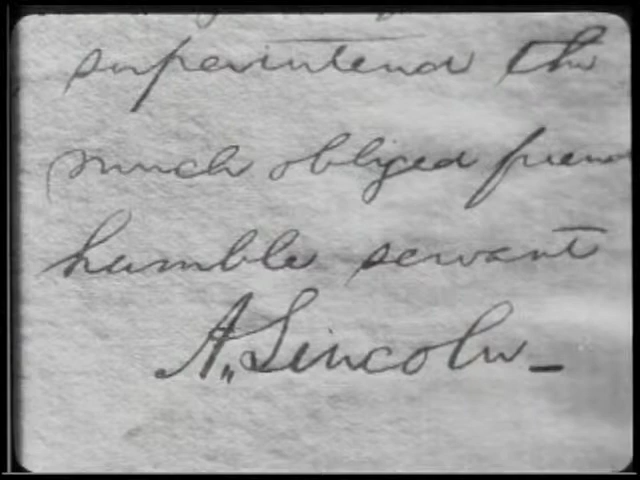 superintend the
much obliged friend
humble servant
A. Lincoln